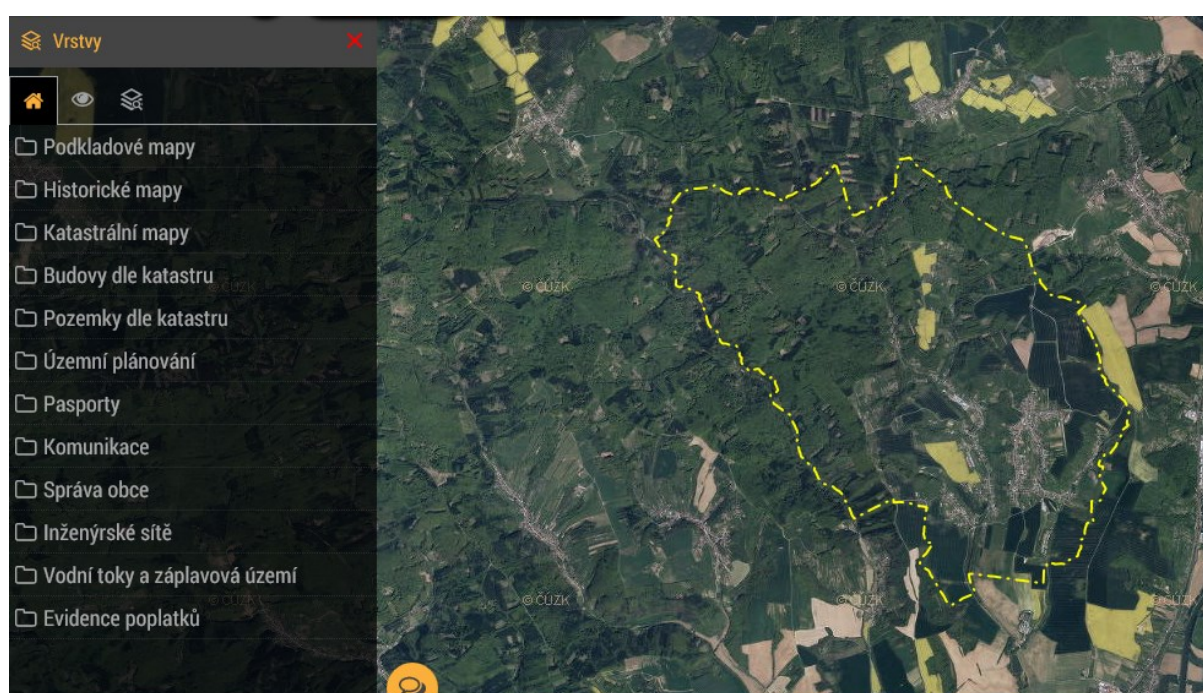 Vrstvy
Podkladové mapy
Historické mapy
Katastrální mapy
Budovy dle katastru
Pozemky dle katastru
Územní plánování
Pasporty
Komunikace
Správa obce
Inženýrské sítě
Vodní toky a záplavová území
Evidence poplatků
© ČÚZK
© ČÚZK
© ČÚZK
© ČÚZK
© ČÚZK
© ČÚZK